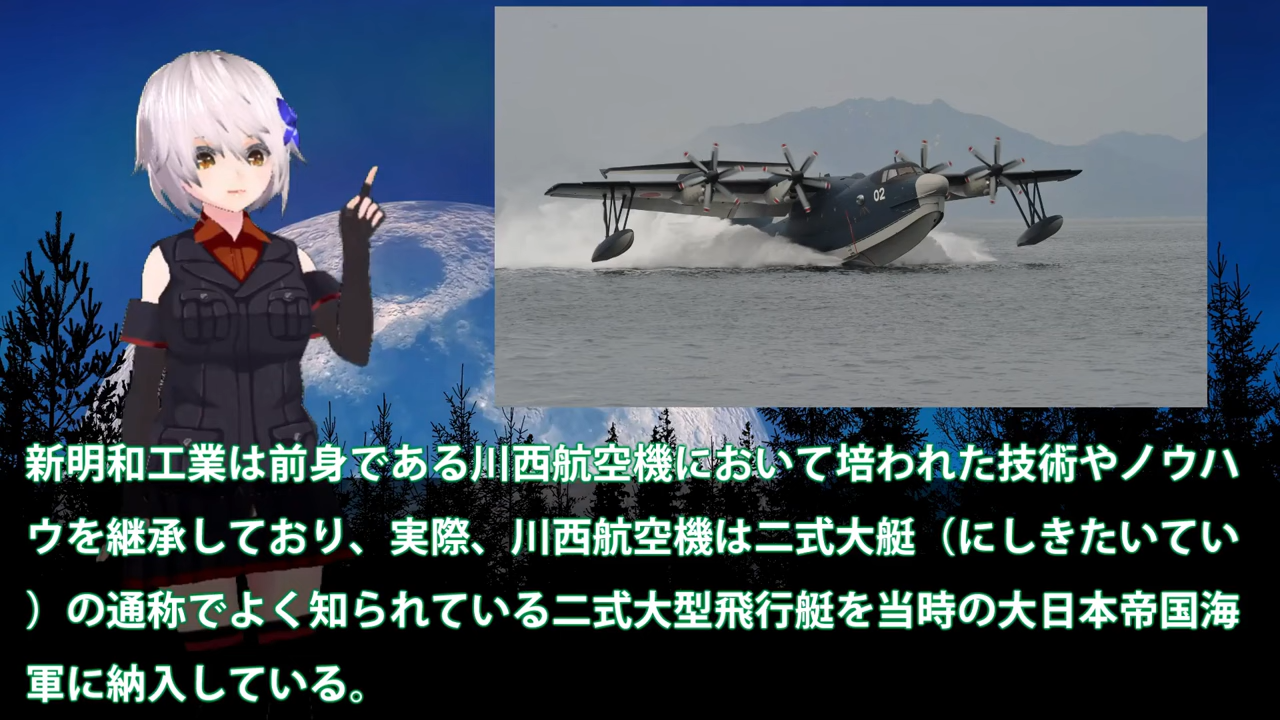 02
新明和工業は前身である川西航空機において培われた技術やノウハ
ウを継承しており、実際、川西航空機は二式大艇（にしきたいてい
）の通称でよく知られている二式大型飛行艇を当時の大日本帝国海
軍に納入している。